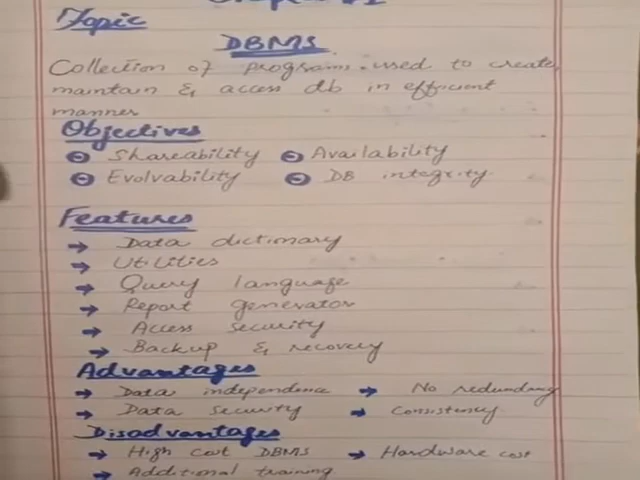 Topic
DBMS
Collection of programs used to create,
maintain & access db in efficient
manner
Objectives
Shareability Availability
Evolvability DB integrity
Features
→ Data dictionary
→ Utilities
→ Query language
→ Report generator
→ Access security
→ Backup & recovery
Advantages
→ Data independence → No redundancy
→ Data security → Consistency
Disadvantages
→ High cost DBMS → Hardware cost
→ Additional training